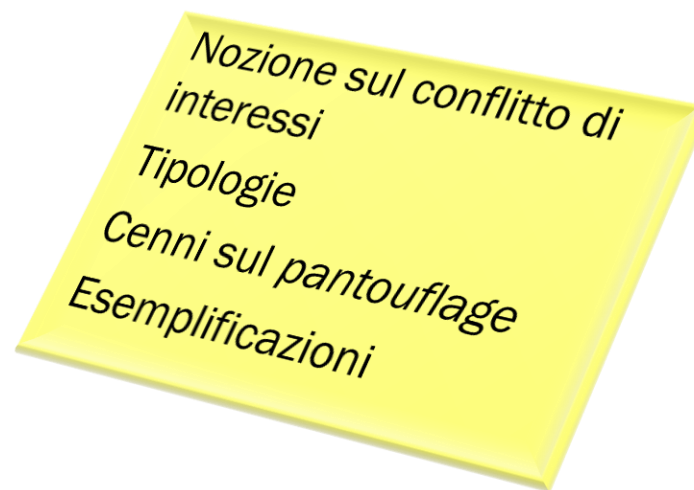 Nozione sul conflitto di
interessi
Tipologie
Cenni sul pantouflage
Esemplificazioni